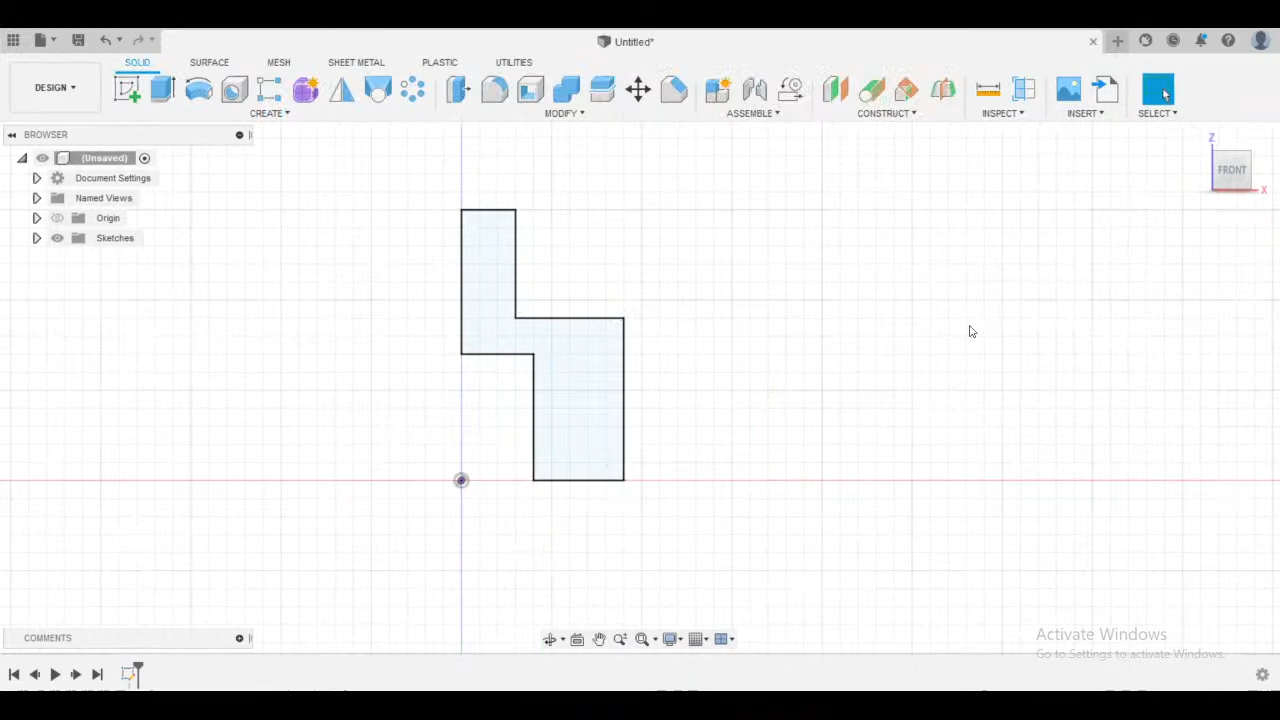 Untitled*
DESIGN
SOLID SURFACE MESH SHEET METAL PLASTIC UTILITIES
CREATE MODIFY ASSEMBLE CONSTRUCT INSPECT INSERT SELECT
BROWSER
(Unsaved)
Document Settings
Named Views
Origin
Sketches
Z
FRONT
X
Activate Windows
Go to Settings to activate Windows.
COMMENTS